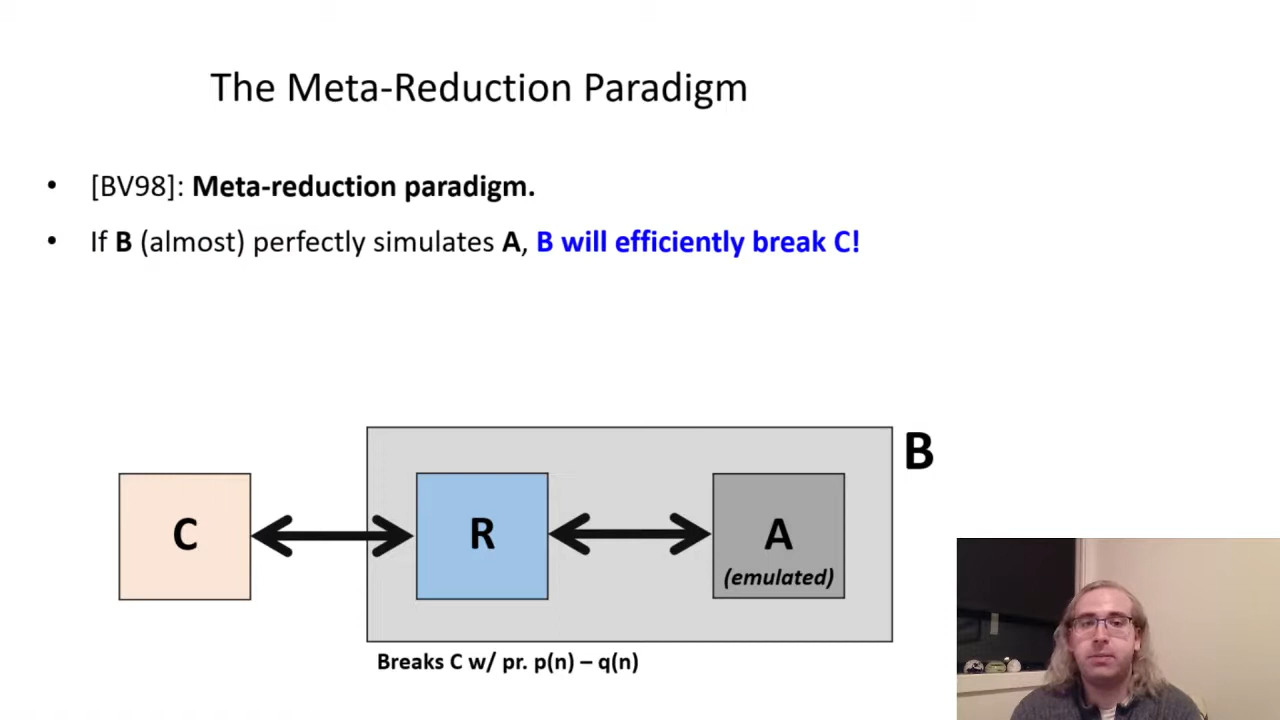 The Meta-Reduction Paradigm
• [BV98]: Meta-reduction paradigm.
• If B (almost) perfectly simulates A, B will efficiently break C!
B
C
R
A
(emulated)
Breaks C w/ pr. p(n) – q(n)